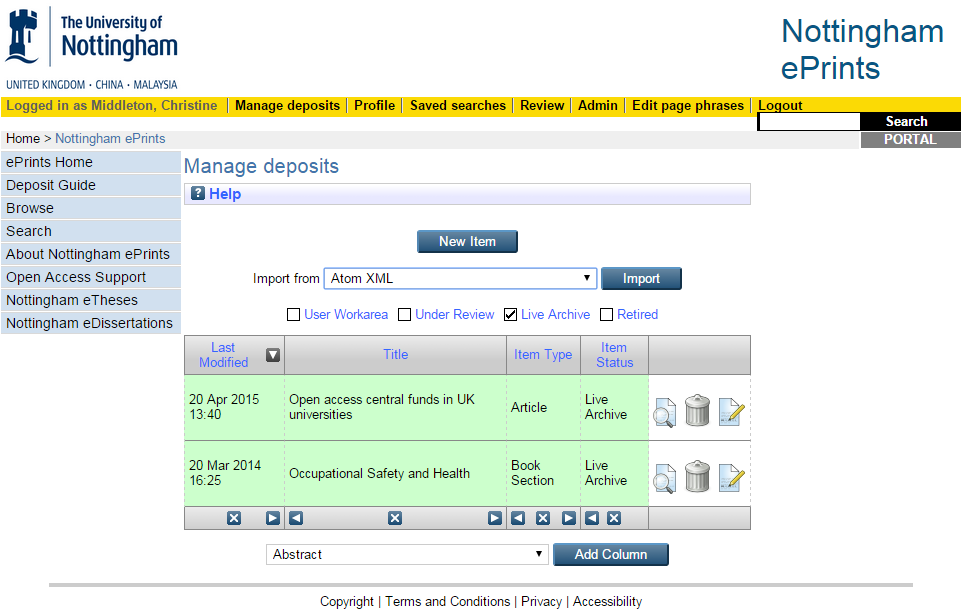 The University of
Nottingham
UNITED KINGDOM · CHINA · MALAYSIA
Nottingham
ePrints
Logged in as Middleton, Christine | Manage deposits | Profile | Saved searches | Review | Admin | Edit page phrases | Logout
Search
Home > Nottingham ePrints
PORTAL
ePrints Home
Deposit Guide
Browse
Search
About Nottingham ePrints
Open Access Support
Nottingham eTheses
Nottingham eDissertations
Manage deposits
? Help
New Item
Import from Atom XML Import
User Workarea Under Review Live Archive Retired
Last
Modified
Title
Item Type
Item
Status
20 Apr 2015
13:40
Open access central funds in UK
universities
Article
Live
Archive
20 Mar 2014
16:25
Occupational Safety and Health
Book
Section
Live
Archive
Abstract Add Column
Copyright | Terms and Conditions | Privacy | Accessibility